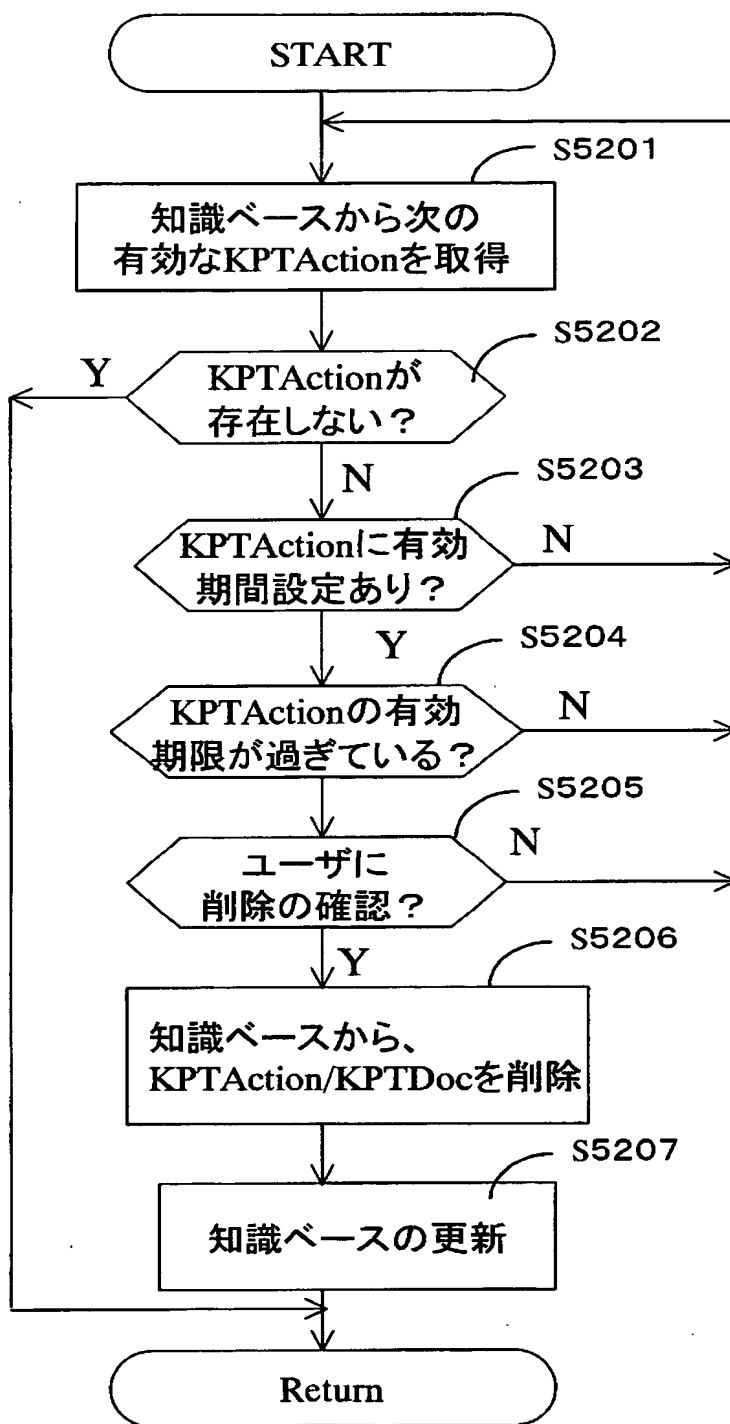 START
S5201
知識ベースから次の
有効なKPTActionを取得
S5202
Y
KPTActionが
存在しない?
N
S5203
KPTActionに有効
期間設定あり?
N
Y
S5204
KPTActionの有効
期限が過ぎている?
N
S5205
ユーザに
削除の確認?
N
Y
S5206
知識ベースから、
KPTAction/KPTDocを削除
S5207
知識ベースの更新
Return